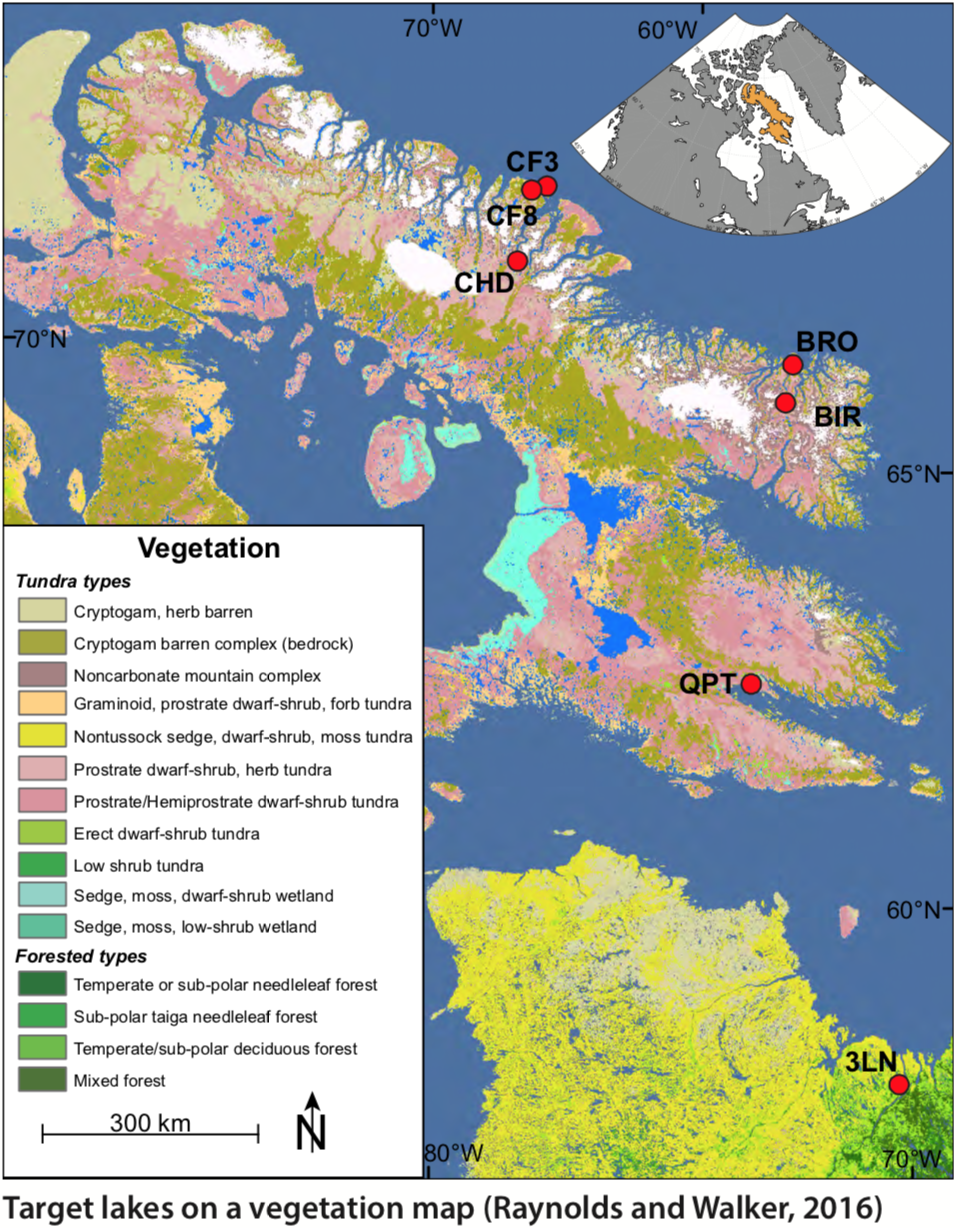 70°W
60°W
CF3
CF8
CHD
70°N
BRO
BIR
65°N
QPT
60°N
3LN
80°W
70°W
Vegetation
Tundra types
Cryptogam, herb barren
Cryptogam barren complex (bedrock)
Noncarbonate mountain complex
Graminoid, prostrate dwarf-shrub, forb tundra
Nontussock sedge, dwarf-shrub, moss tundra
Prostrate dwarf-shrub, herb tundra
Prostrate/Hemiprostrate dwarf-shrub tundra
Erect dwarf-shrub tundra
Low shrub tundra
Sedge, moss, dwarf-shrub wetland
Sedge, moss, low-shrub wetland
Forested types
Temperate or sub-polar needleleaf forest
Sub-polar taiga needleleaf forest
Temperate/sub-polar deciduous forest
Mixed forest
300 km
N
Target lakes on a vegetation map (Raynolds and Walker, 2016)